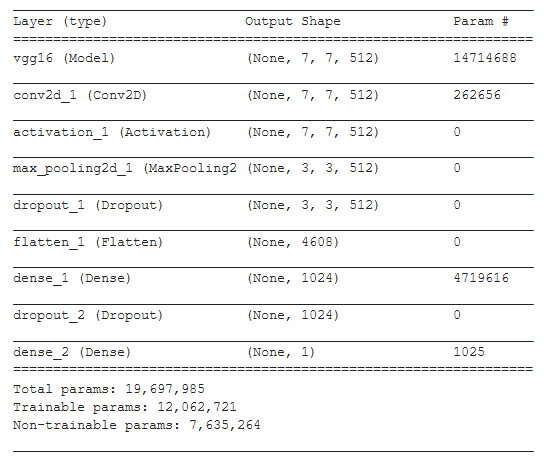 Layer (type) Output Shape Param #
=================================================================
vgg16 (Model) (None, 7, 7, 512) 14714688
conv2d_1 (Conv2D) (None, 7, 7, 512) 262656
activation_1 (Activation) (None, 7, 7, 512) 0
max_pooling2d_1 (MaxPooling2 (None, 3, 3, 512) 0
dropout_1 (Dropout) (None, 3, 3, 512) 0
flatten_1 (Flatten) (None, 4608) 0
dense_1 (Dense) (None, 1024) 4719616
dropout_2 (Dropout) (None, 1024) 0
dense_2 (Dense) (None, 1) 1025
=================================================================
Total params: 19,697,985
Trainable params: 12,062,721
Non-trainable params: 7,635,264